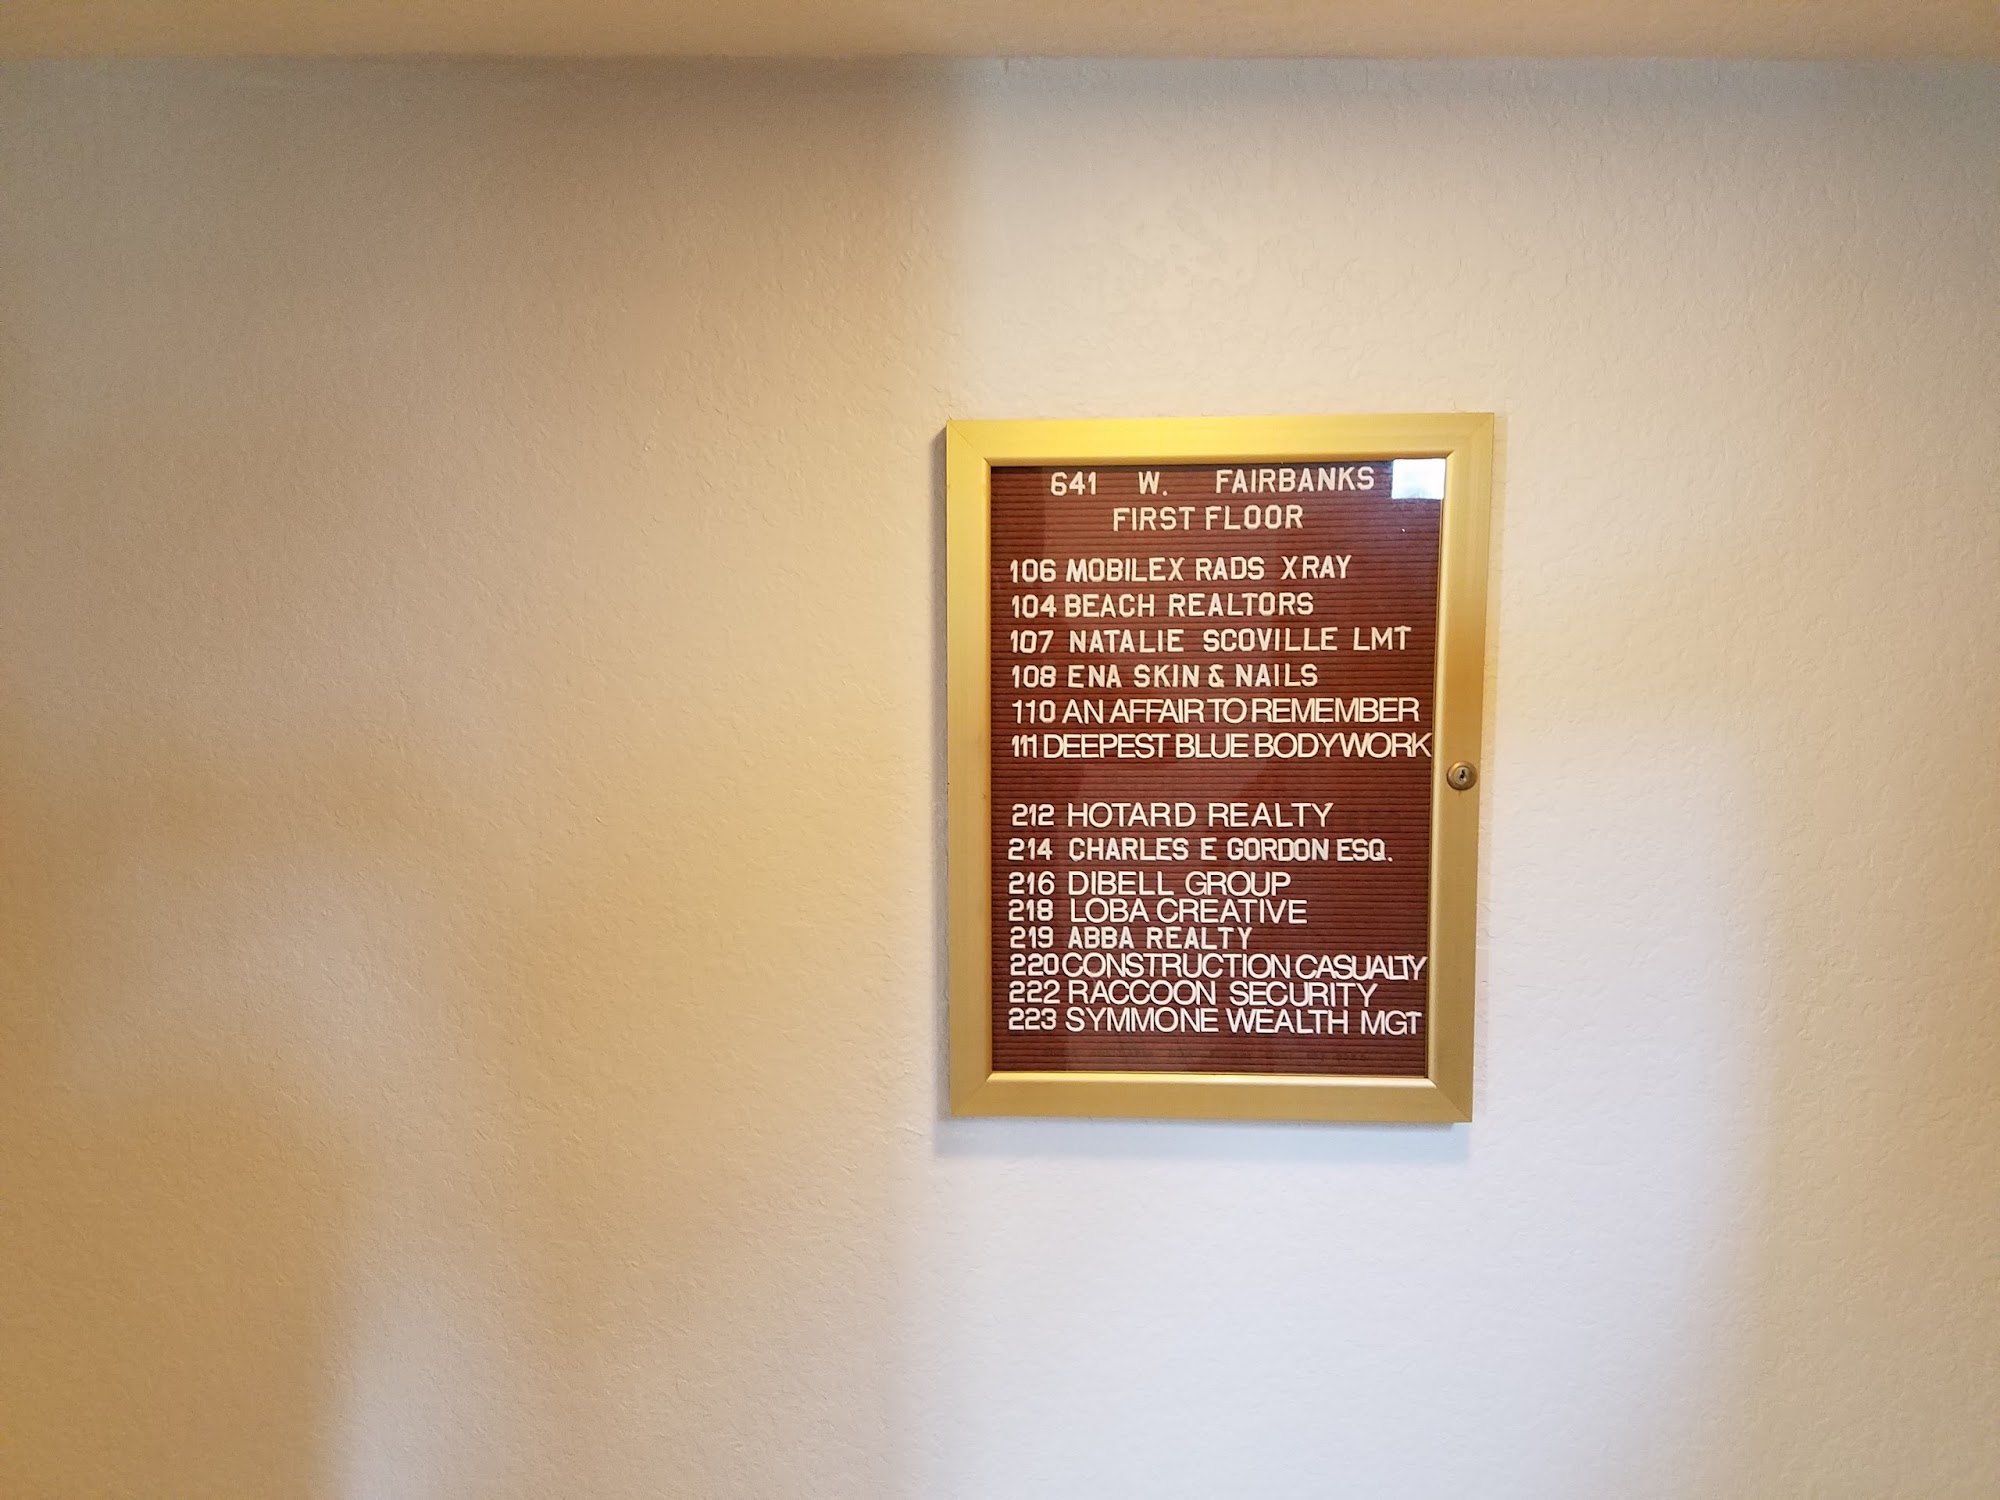 641 W. FAIRBANKS
FIRST FLOOR
106 MOBILEX RADS XRAY
104 BEACH REALTORS
107 NATALIE SCOVILLE LMT
108 ENA SKIN & NAILS
110 AN AFFAIR TO REMEMBER
111 DEEPEST BLUE BODYWORK
212 HOTARD REALTY
214 CHARLES E GORDON ESQ.
216 DIBELL GROUP
218 LOBA CREATIVE
219 ABBA REALTY
220 CONSTRUCTION CASUALTY
222 RACCOON SECURITY
223 SYMMONE WEALTH MGT